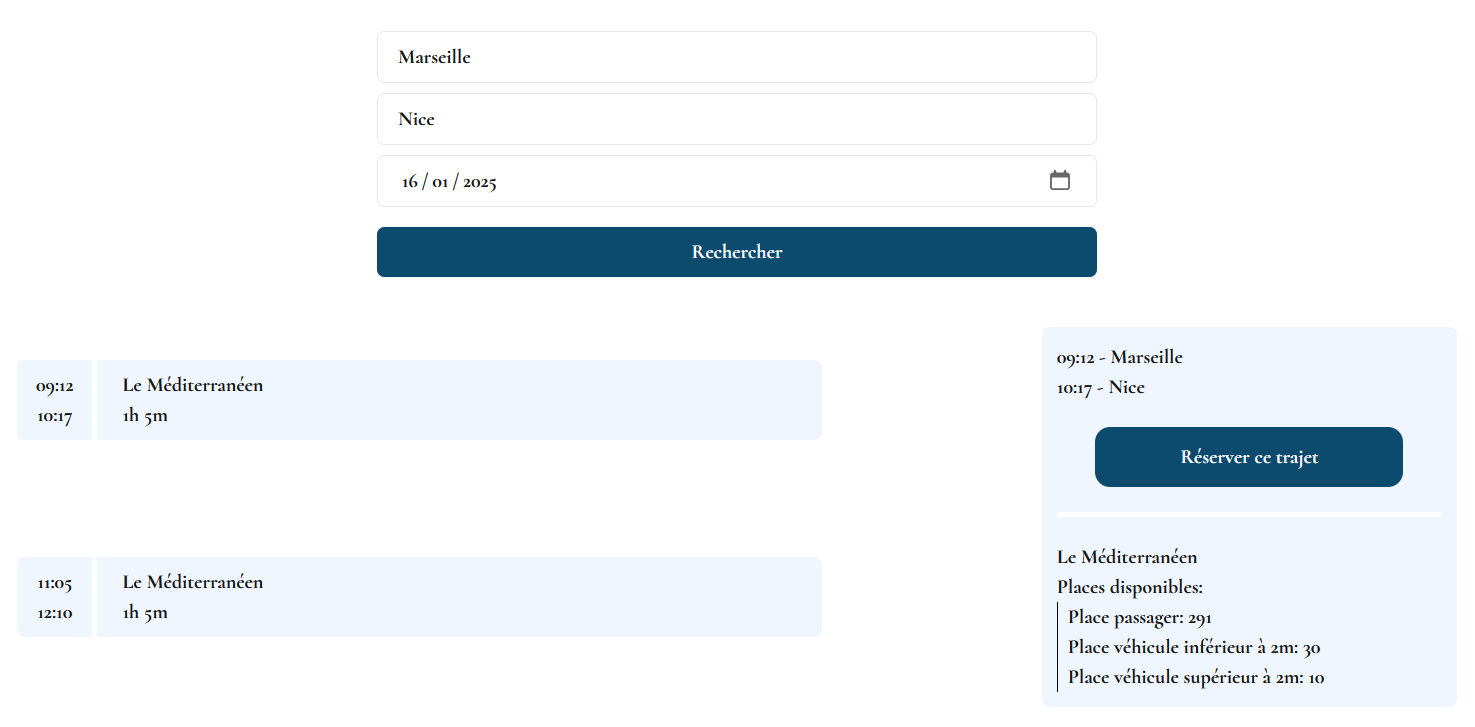 Marseille
Nice
16 / 01 / 2025
Rechercher
09:12
10:17
Le Méditerranéen
1h 5m
11:05
12:10
Le Méditerranéen
1h 5m
09:12 - Marseille
10:17 - Nice
Réserver ce trajet
Le Méditerranéen
Places disponibles:
Place passager: 291
Place véhicule inférieur à 2m: 30
Place véhicule supérieur à 2m: 10